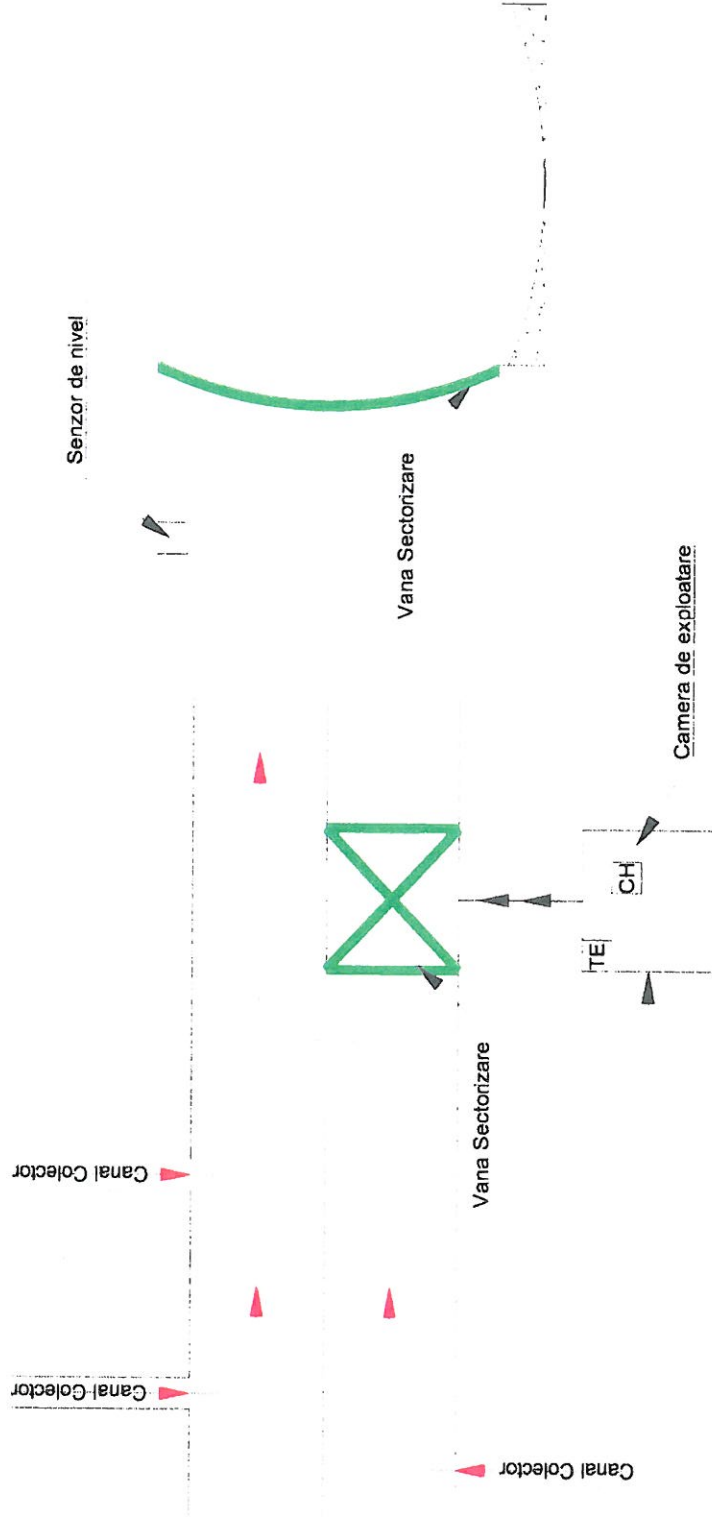 Senzor de nivel
Vana Sectorizare
Camera de exploatare
CH
TE
Vana Sectorizare
Canal Colector
Canal Colector
Canal Colector